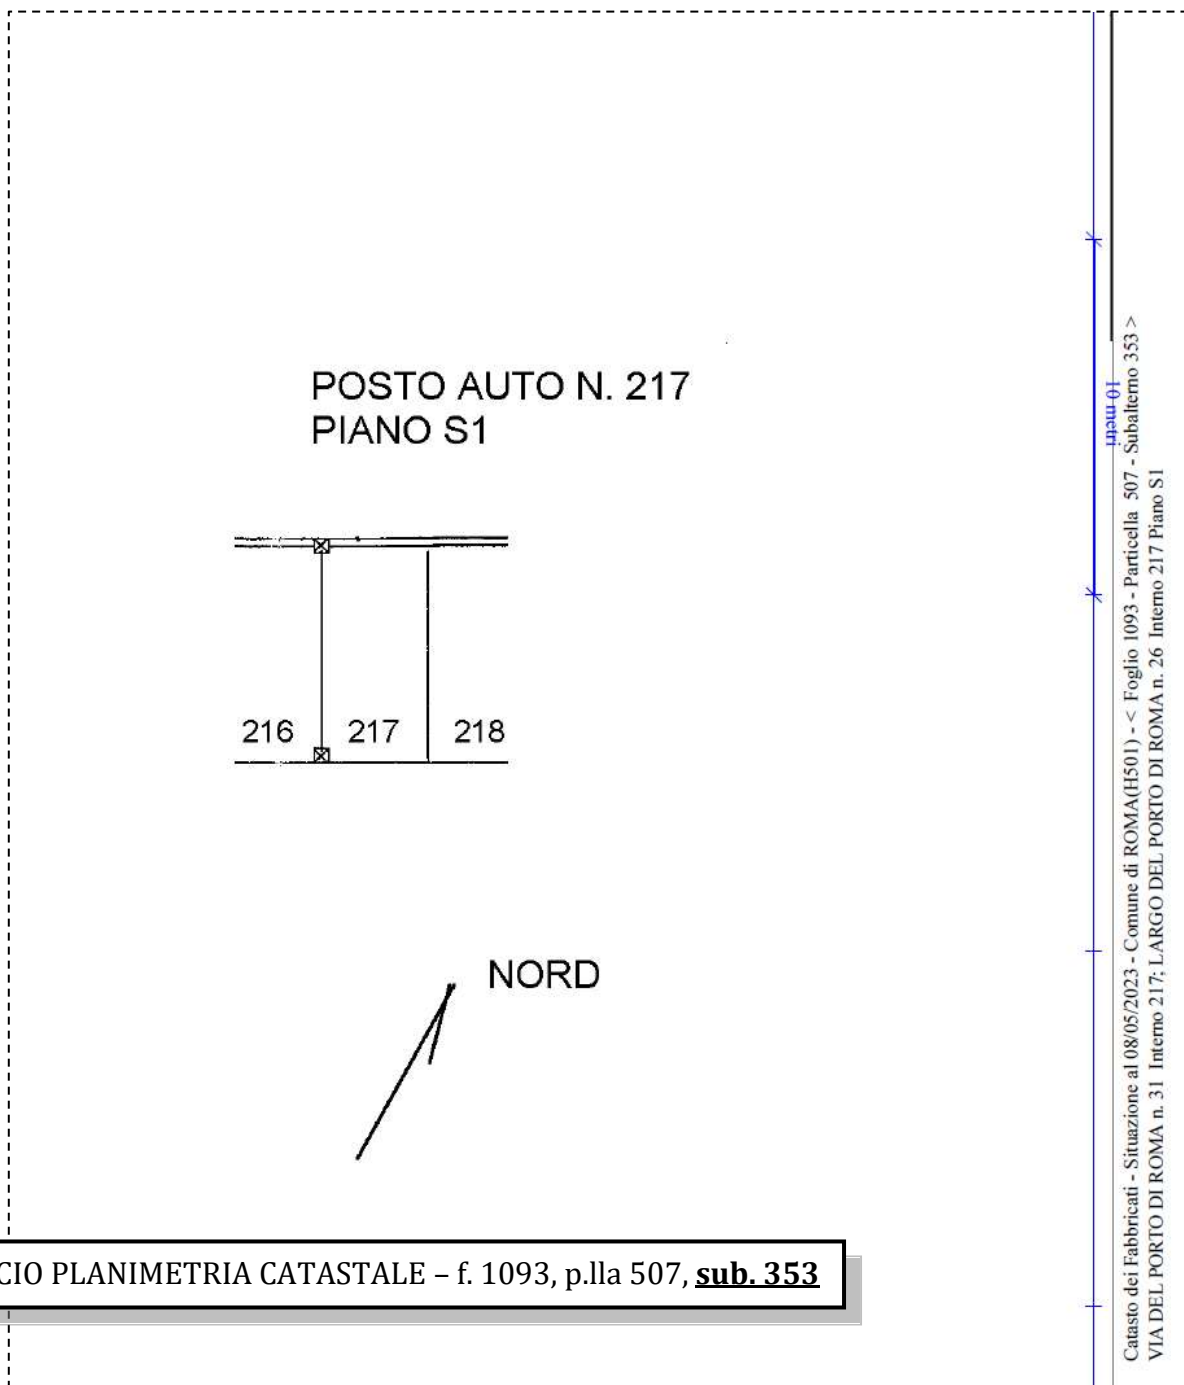 POSTO AUTO N. 217
PIANO S1
216 217 218
NORD
CIO PLANIMETRIA CATASTALE – f. 1093, p.lla 507, sub. 353
10 metri
Catasto dei Fabbricati - Situazione al 08/05/2023 - Comune di ROMA(H501) - < Foglio 1093 - Particella 507 - Subalterno 353 >
VIA DEL PORTO DI ROMA n. 31 Interno 217; LARGO DEL PORTO DI ROMA n. 26 Interno 217 Piano S1